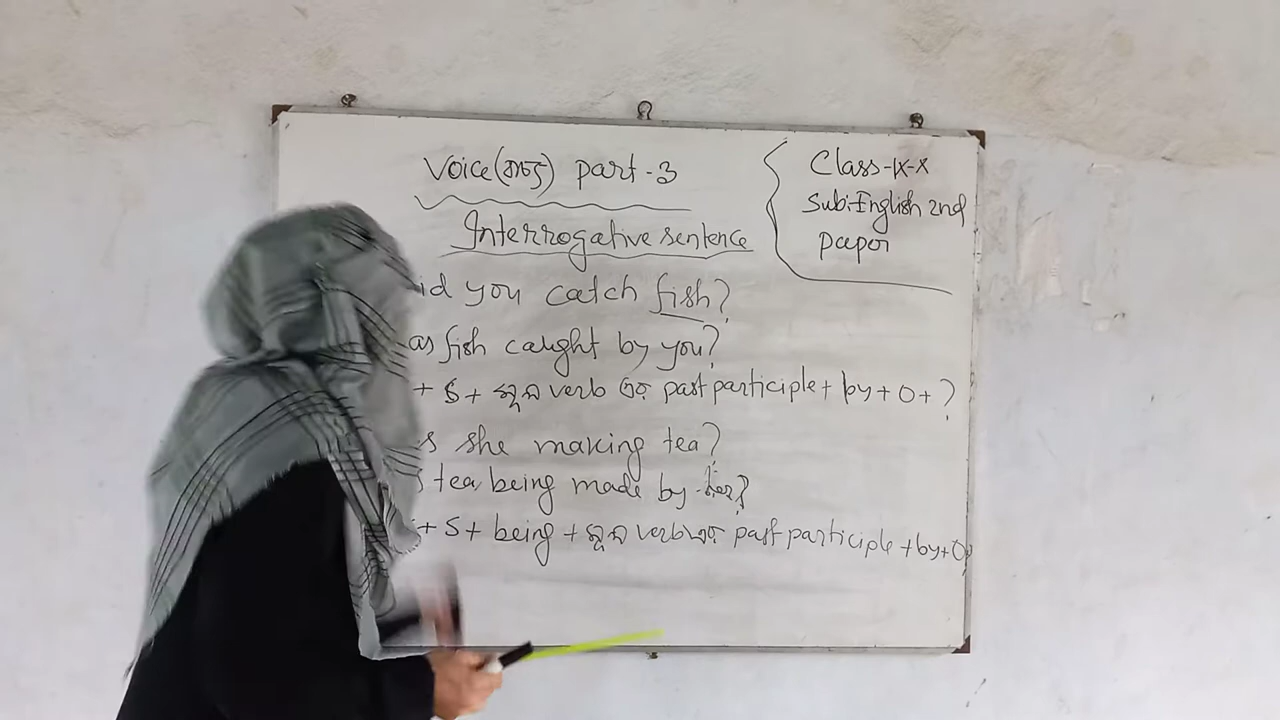 Voice(বাচ্য) part-3
Class-IX-X
Sub:English 2nd
paper
Interrogative sentence
id you catch fish?
as fish caught by you?
+ S + মূল verb এর past participle + by + O + ?
s she making tea?
s tea being made by her?
+ S + being + মূল verb এর past participle + by + O